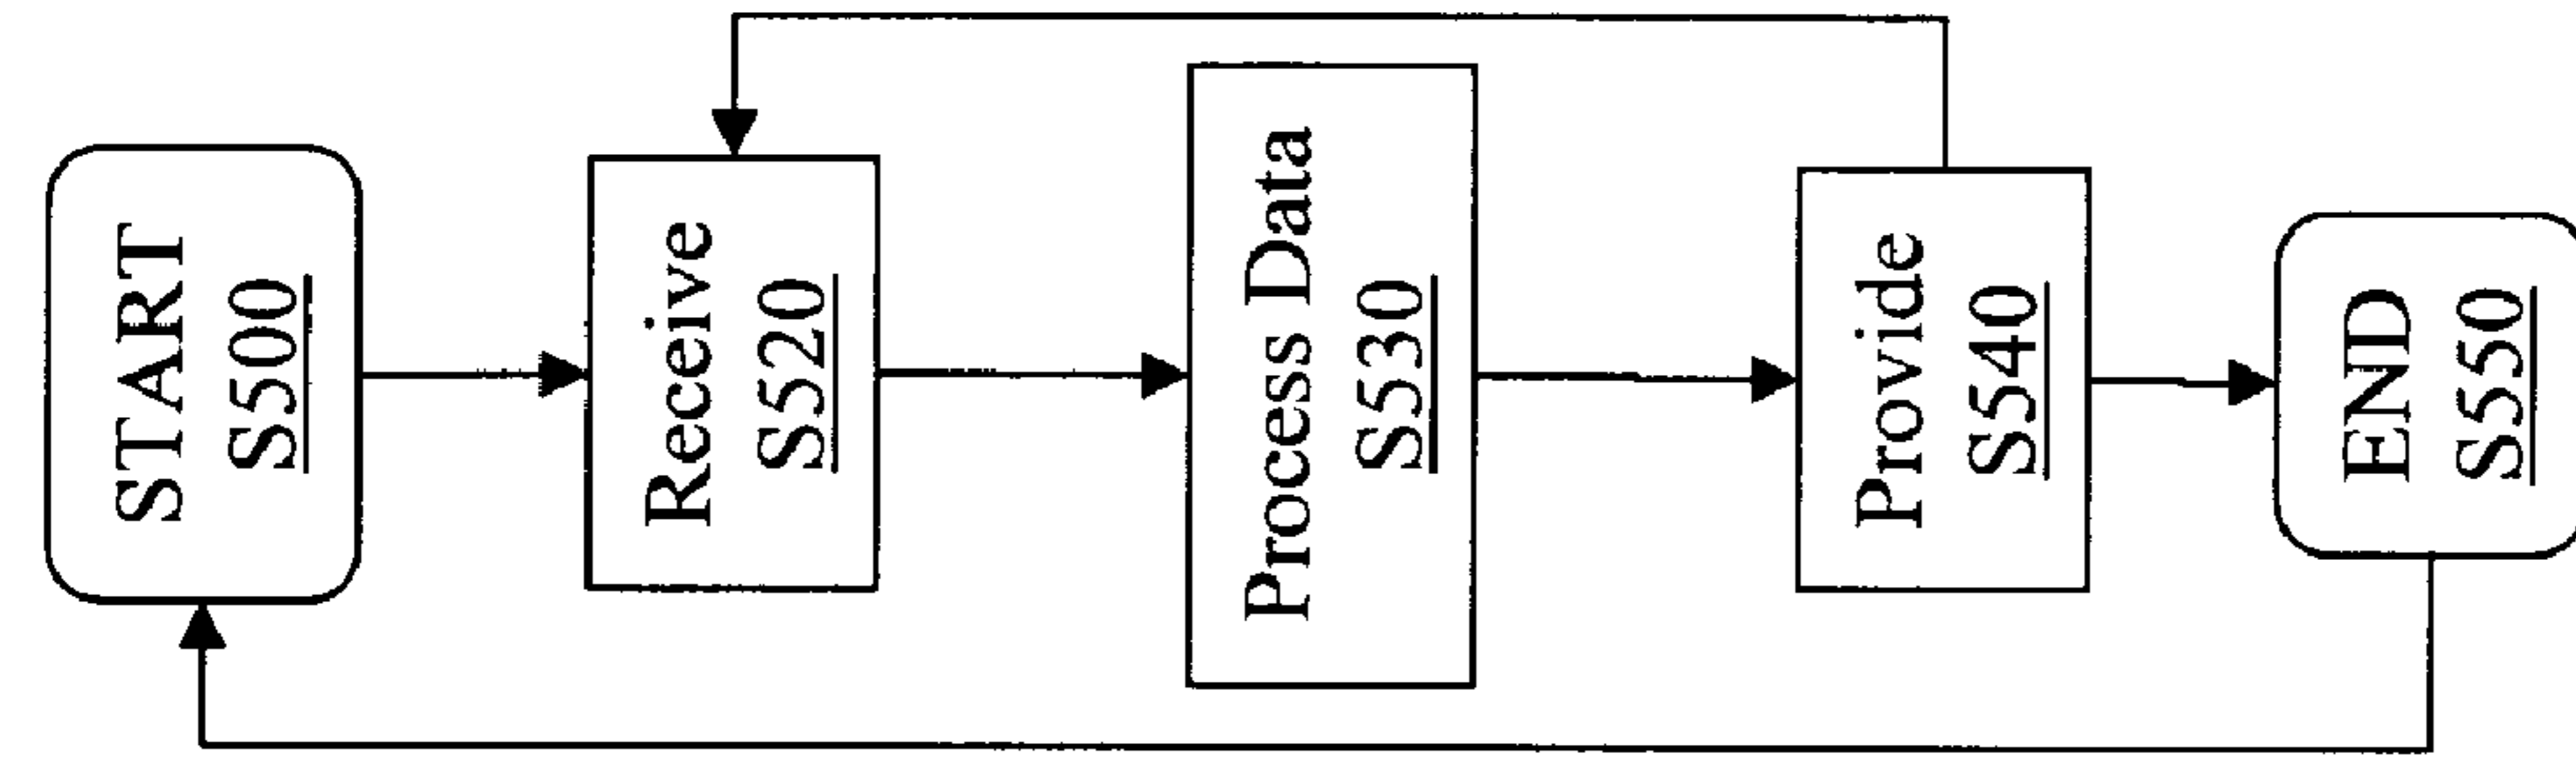 START
S500
Receive
S520
Process Data
S530
Provide
S540
END
S550